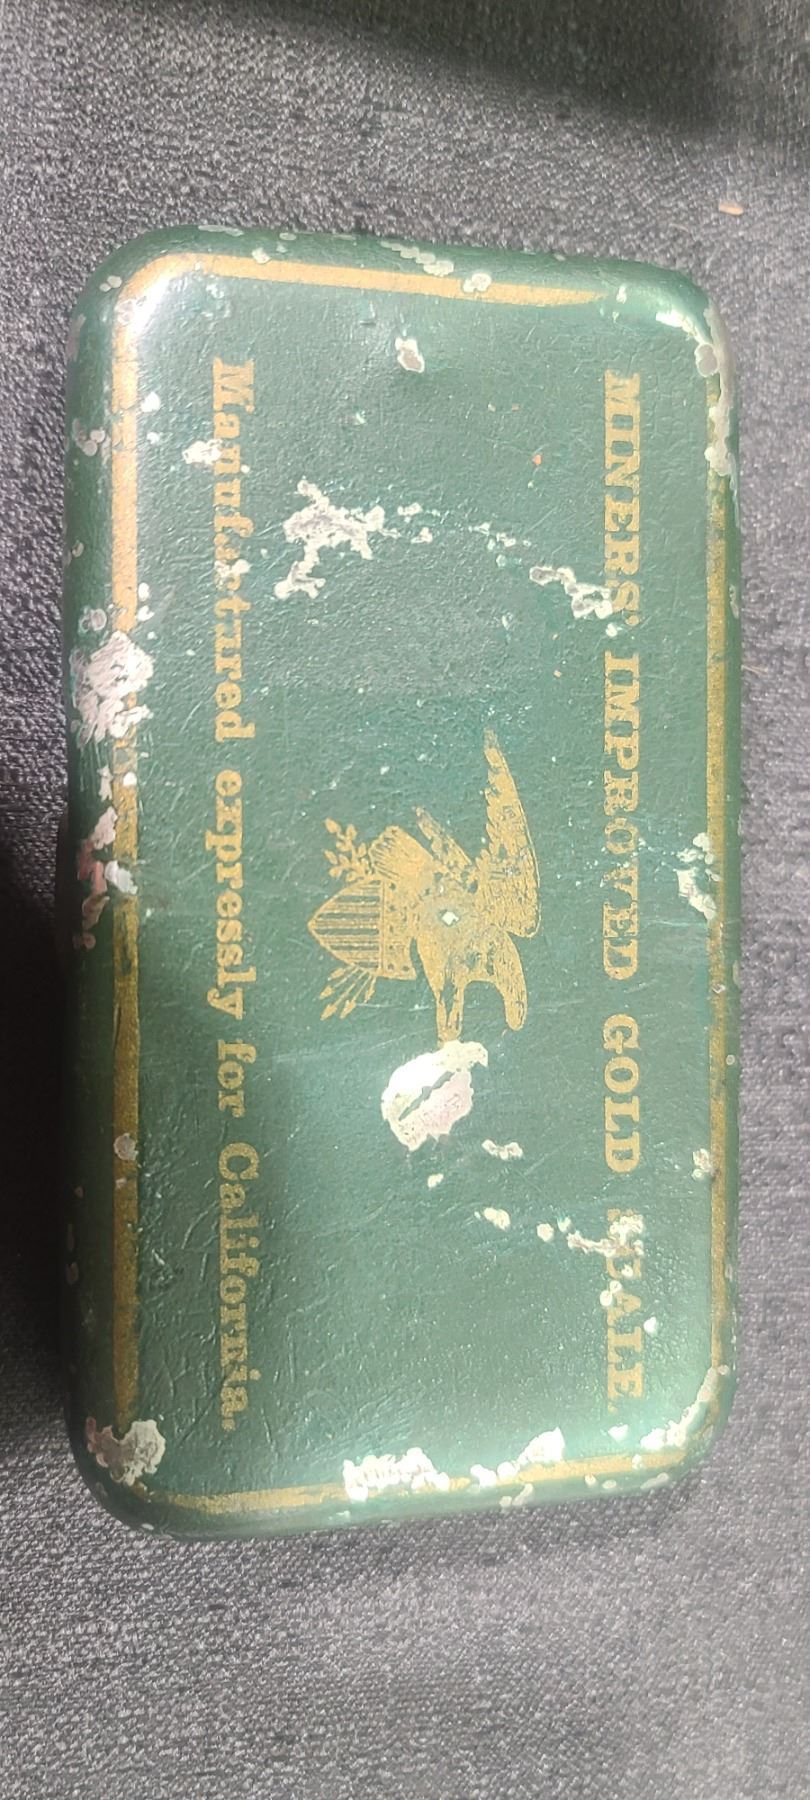 MINERS' IMPROVED GOLD SCALE.
Manufactured expressly for California.